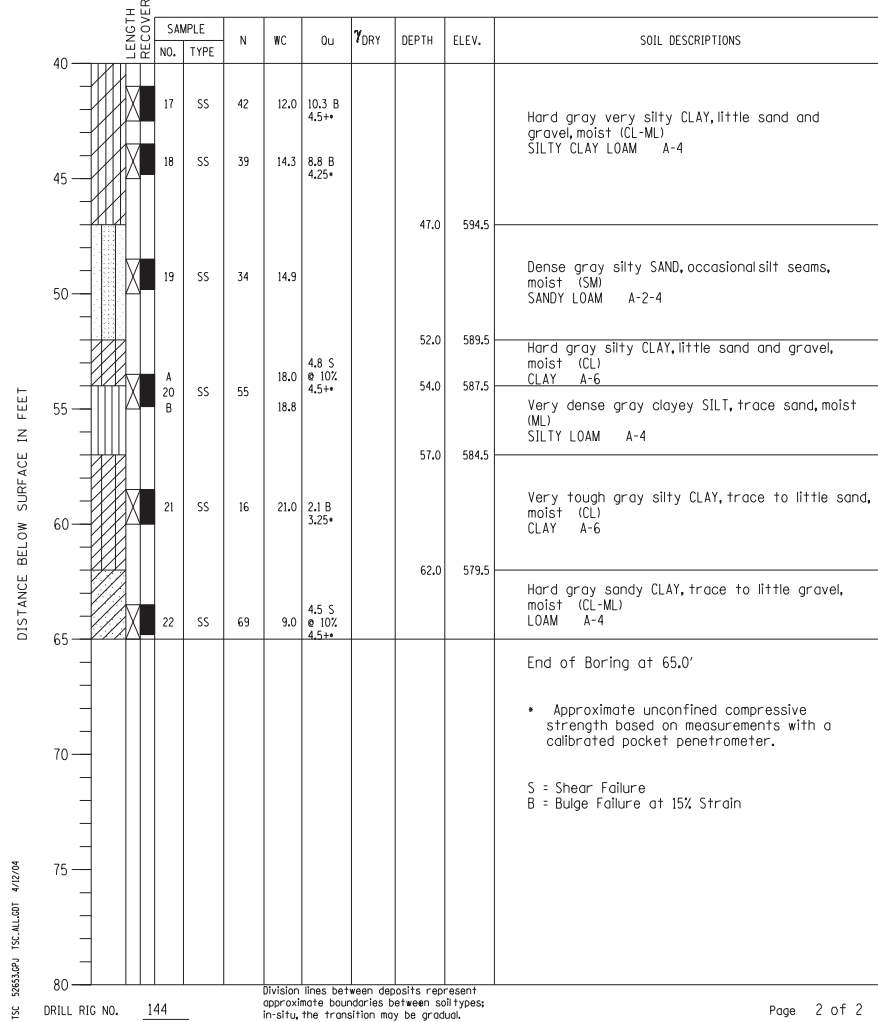 LENGTH
RECOVERY
SAMPLE
NO. TYPE N WC Qu γDRY DEPTH ELEV. SOIL DESCRIPTIONS
DISTANCE BELOW SURFACE IN FEET
40
17 SS 42 12.0 10.3 B
4.5+*
Hard gray very silty CLAY, little sand and
gravel, moist (CL-ML)
SILTY CLAY LOAM A-4
18 SS 39 14.3 8.8 B
4.25*
45
47.0 594.5
19 SS 34 14.9
Dense gray silty SAND, occasional silt seams,
moist (SM)
SANDY LOAM A-2-4
50
52.0 589.5
Hard gray silty CLAY, little sand and gravel,
moist (CL)
CLAY A-6
A
20 SS 55
B
18.0
18.8
4.8 S
@ 10%
4.5+*
54.0 587.5
55
Very dense gray clayey SILT, trace sand, moist
(ML)
SILTY LOAM A-4
57.0 584.5
21 SS 16 21.0 2.1 B
3.25*
Very tough gray silty CLAY, trace to little sand,
moist (CL)
CLAY A-6
60
62.0 579.5
Hard gray sandy CLAY, trace to little gravel,
moist (CL-ML)
LOAM A-4
22 SS 69 9.0
4.5 S
@ 10%
4.5+*
65
End of Boring at 65.0'
* Approximate unconfined compressive
strength based on measurements with a
calibrated pocket penetrometer.
S = Shear Failure
B = Bulge Failure at 15% Strain
70
75
80
TSC 52653.GPJ TSC_ALL.GDT 4/12/04
DRILL RIG NO. 144
Division lines between deposits represent
approximate boundaries between soil types;
in-situ, the transition may be gradual.
Page 2 of 2